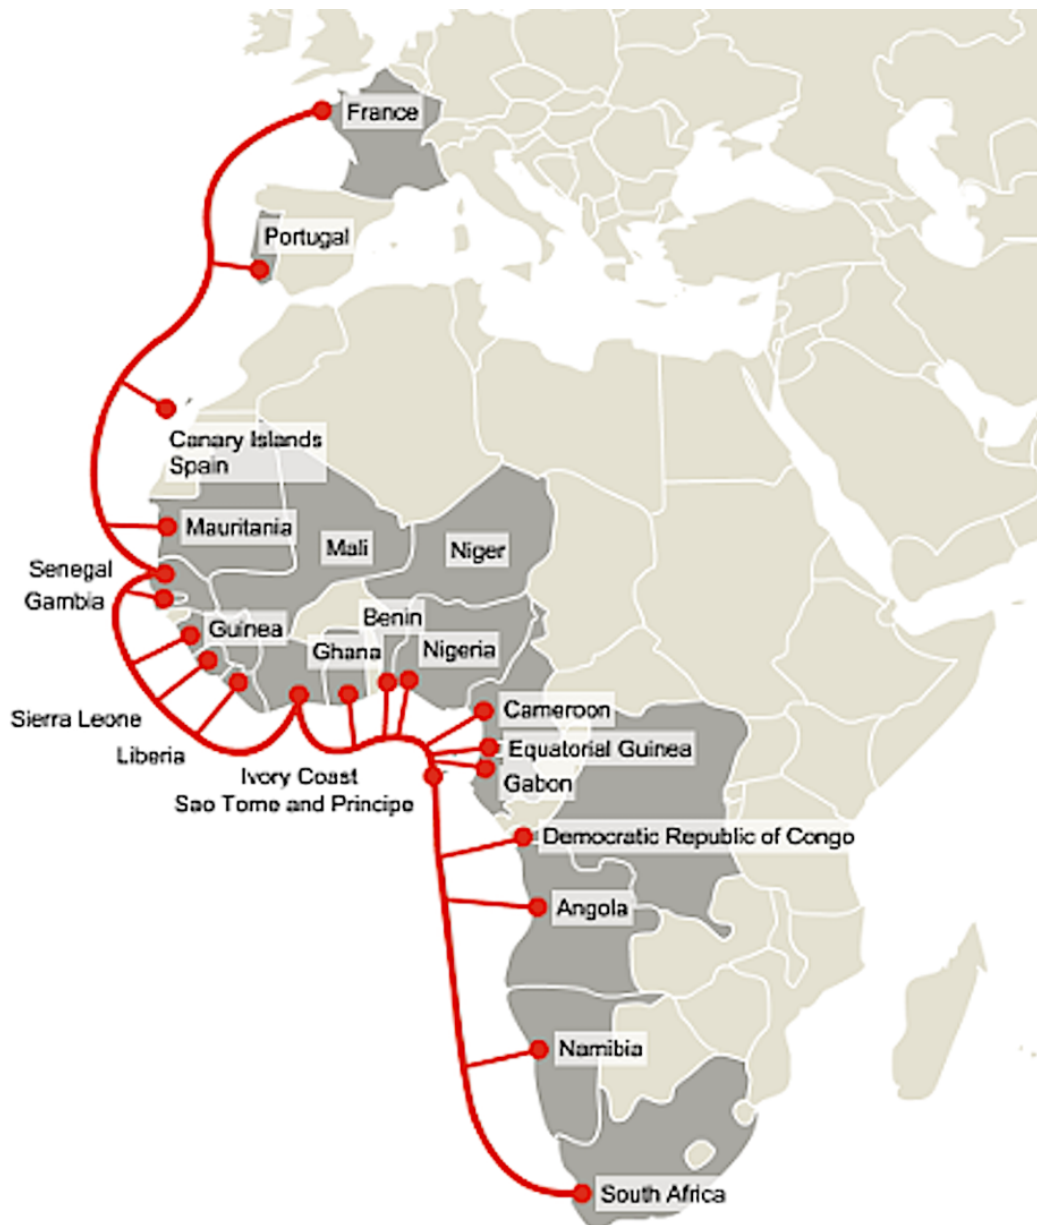 France
Portugal
Canary Islands
Spain
Mauritania
Mali
Niger
Senegal
Gambia
Guinea
Benin
Ghana
Nigeria
Sierra Leone
Liberia
Cameroon
Equatorial Guinea
Gabon
Ivory Coast
Sao Tome and Principe
Democratic Republic of Congo
Angola
Namibia
South Africa